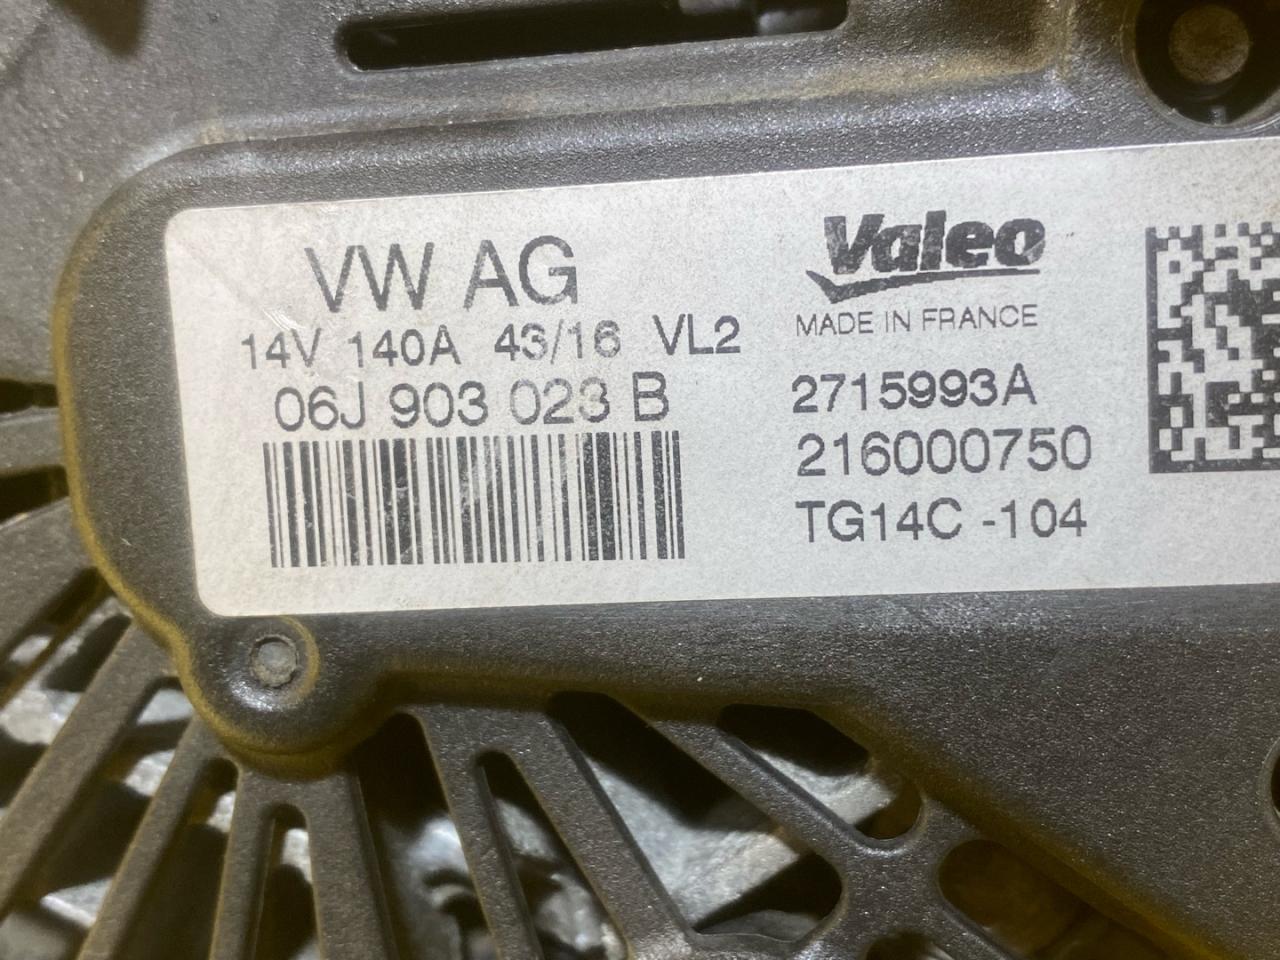 VW AG
14V 140A 43/16 VL2
06J 903 023 B
Valeo
MADE IN FRANCE
2715993A
216000750
TG14C -104